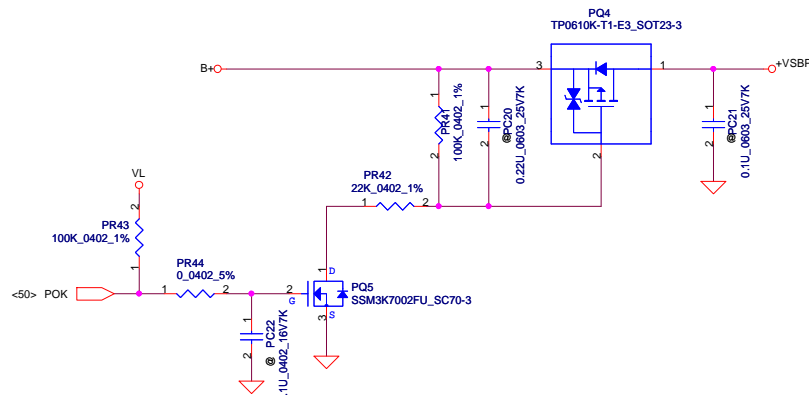 PQ4
TP0610K-T1-E3_SOT23-3
B+
3
1
+VSBP
1
PR41
100K_0402_1%
2
1
@PC20
0.22U_0603_25V7K
2
2
1
@PC21
0.1U_0603_25V7K
2
VL
PR42
22K_0402_1%
1
2
2
PR43
100K_0402_1%
1
PR44
0_0402_5%
<50> POK
1
2
2
G
1
D
PQ5
SSM3K7002FU_SC70-3
3
S
1
@ PC22
.1U_0402_16V7K
2